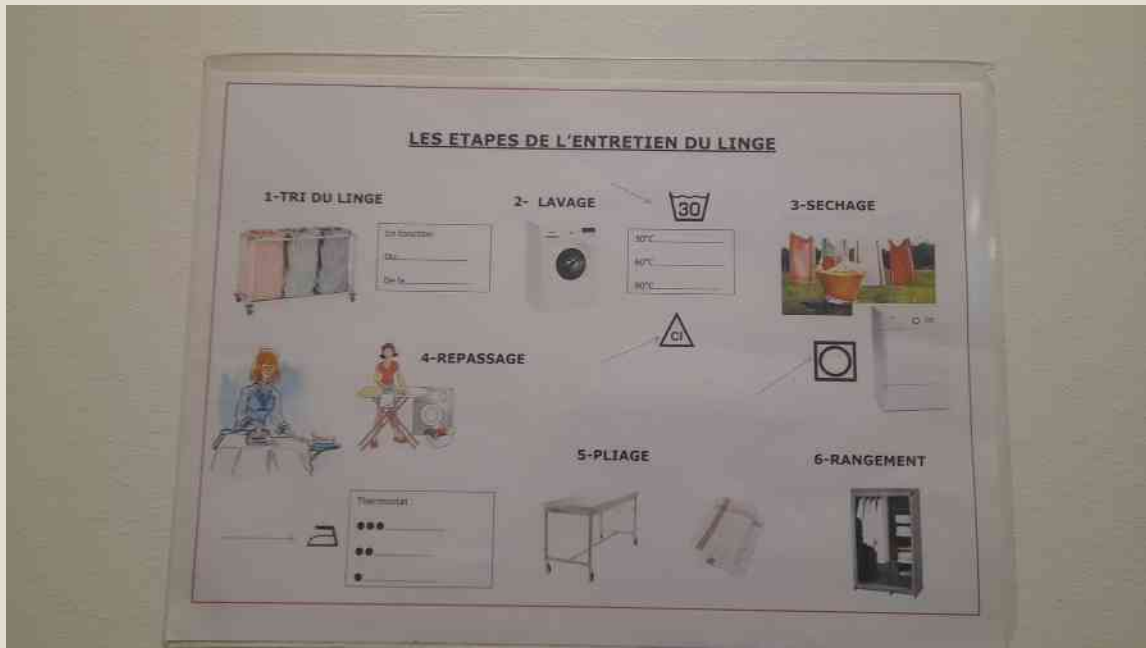 LES ETAPES DE L'ENTRETIEN DU LINGE
1-TRI DU LINGE
En fonction
Du
De la
2- LAVAGE
30
30°C
60°C
90°C
Cl
3-SECHAGE
4-REPASSAGE
Thermostat :
5-PLIAGE
6-RANGEMENT